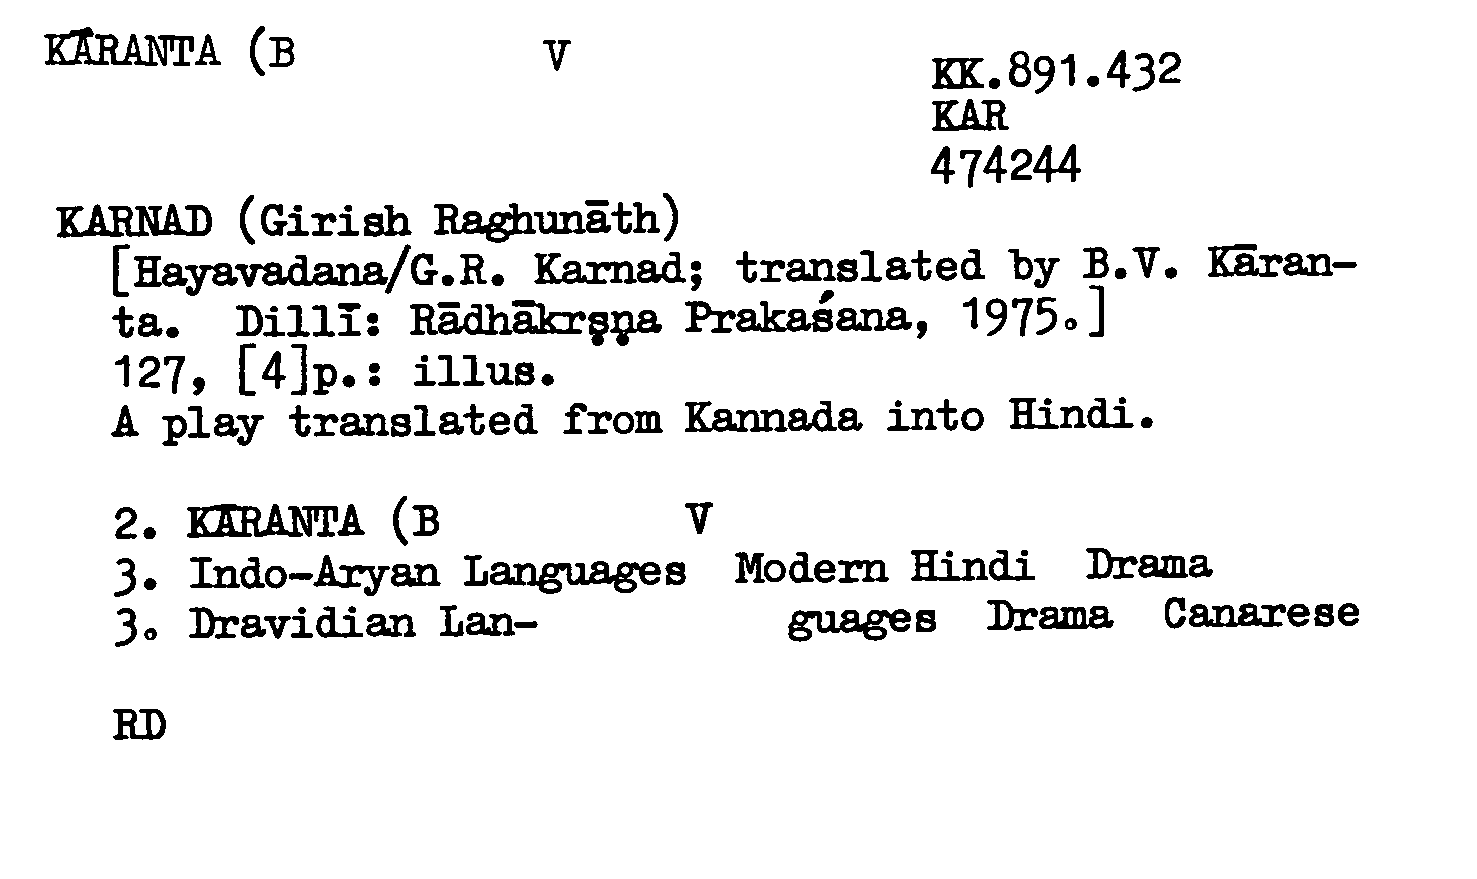 KĀRANTA (B V
KK.891.432
KAR
474244
KARNAD (Girish Raghunāth)
[Hayavadana/G.R. Karnad; translated by B.V. Kāran-
ta. Dillī: Rādhākrṣṇa Prakaśana, 1975.]
127, [4]p.: illus.
A play translated from Kannada into Hindi.
2. KĀRANTA (B V
3. Indo-Aryan Languages Modern Hindi Drama
3. Dravidian Lan- guages Drama Canarese
RD